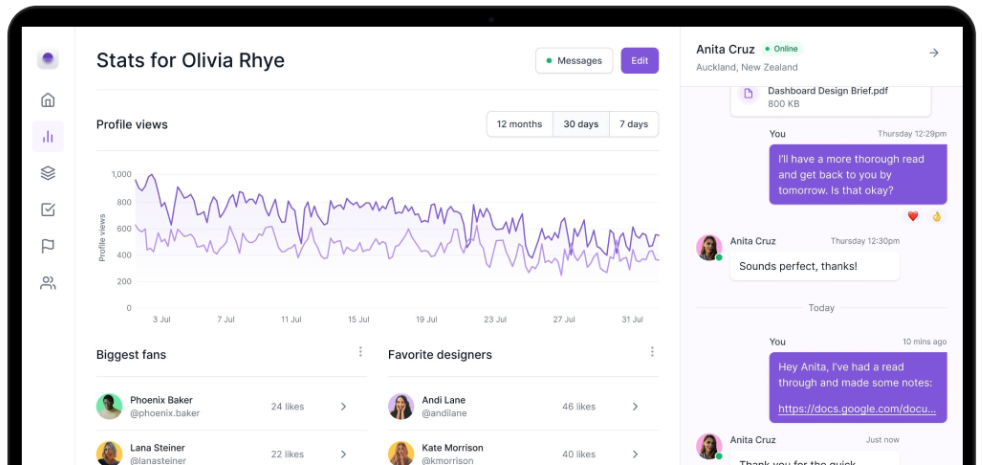 Stats for Olivia Rhye
Messages
Edit
Profile views
12 months
30 days
7 days
1,000
800
600
400
200
0
Profile views
3 Jul
7 Jul
11 Jul
15 Jul
19 Jul
23 Jul
27 Jul
31 Jul
Biggest fans
Phoenix Baker
@phoenix.baker
24 likes
Lana Steiner
@lanasteiner
22 likes
Favorite designers
Andi Lane
@andilane
46 likes
Kate Morrison
@kmorrison
40 likes
Anita Cruz
Online
Auckland, New Zealand
Dashboard Design Brief.pdf
800 KB
You
Thursday 12:29pm
I'll have a more thorough read
and get back to you by
tomorrow. Is that okay?
Anita Cruz
Thursday 12:30pm
Sounds perfect, thanks!
Today
You
10 mins ago
Hey Anita, I've had a read
through and made some notes:
https://docs.google.com/docu...
Anita Cruz
Just now
Thank you for the quick